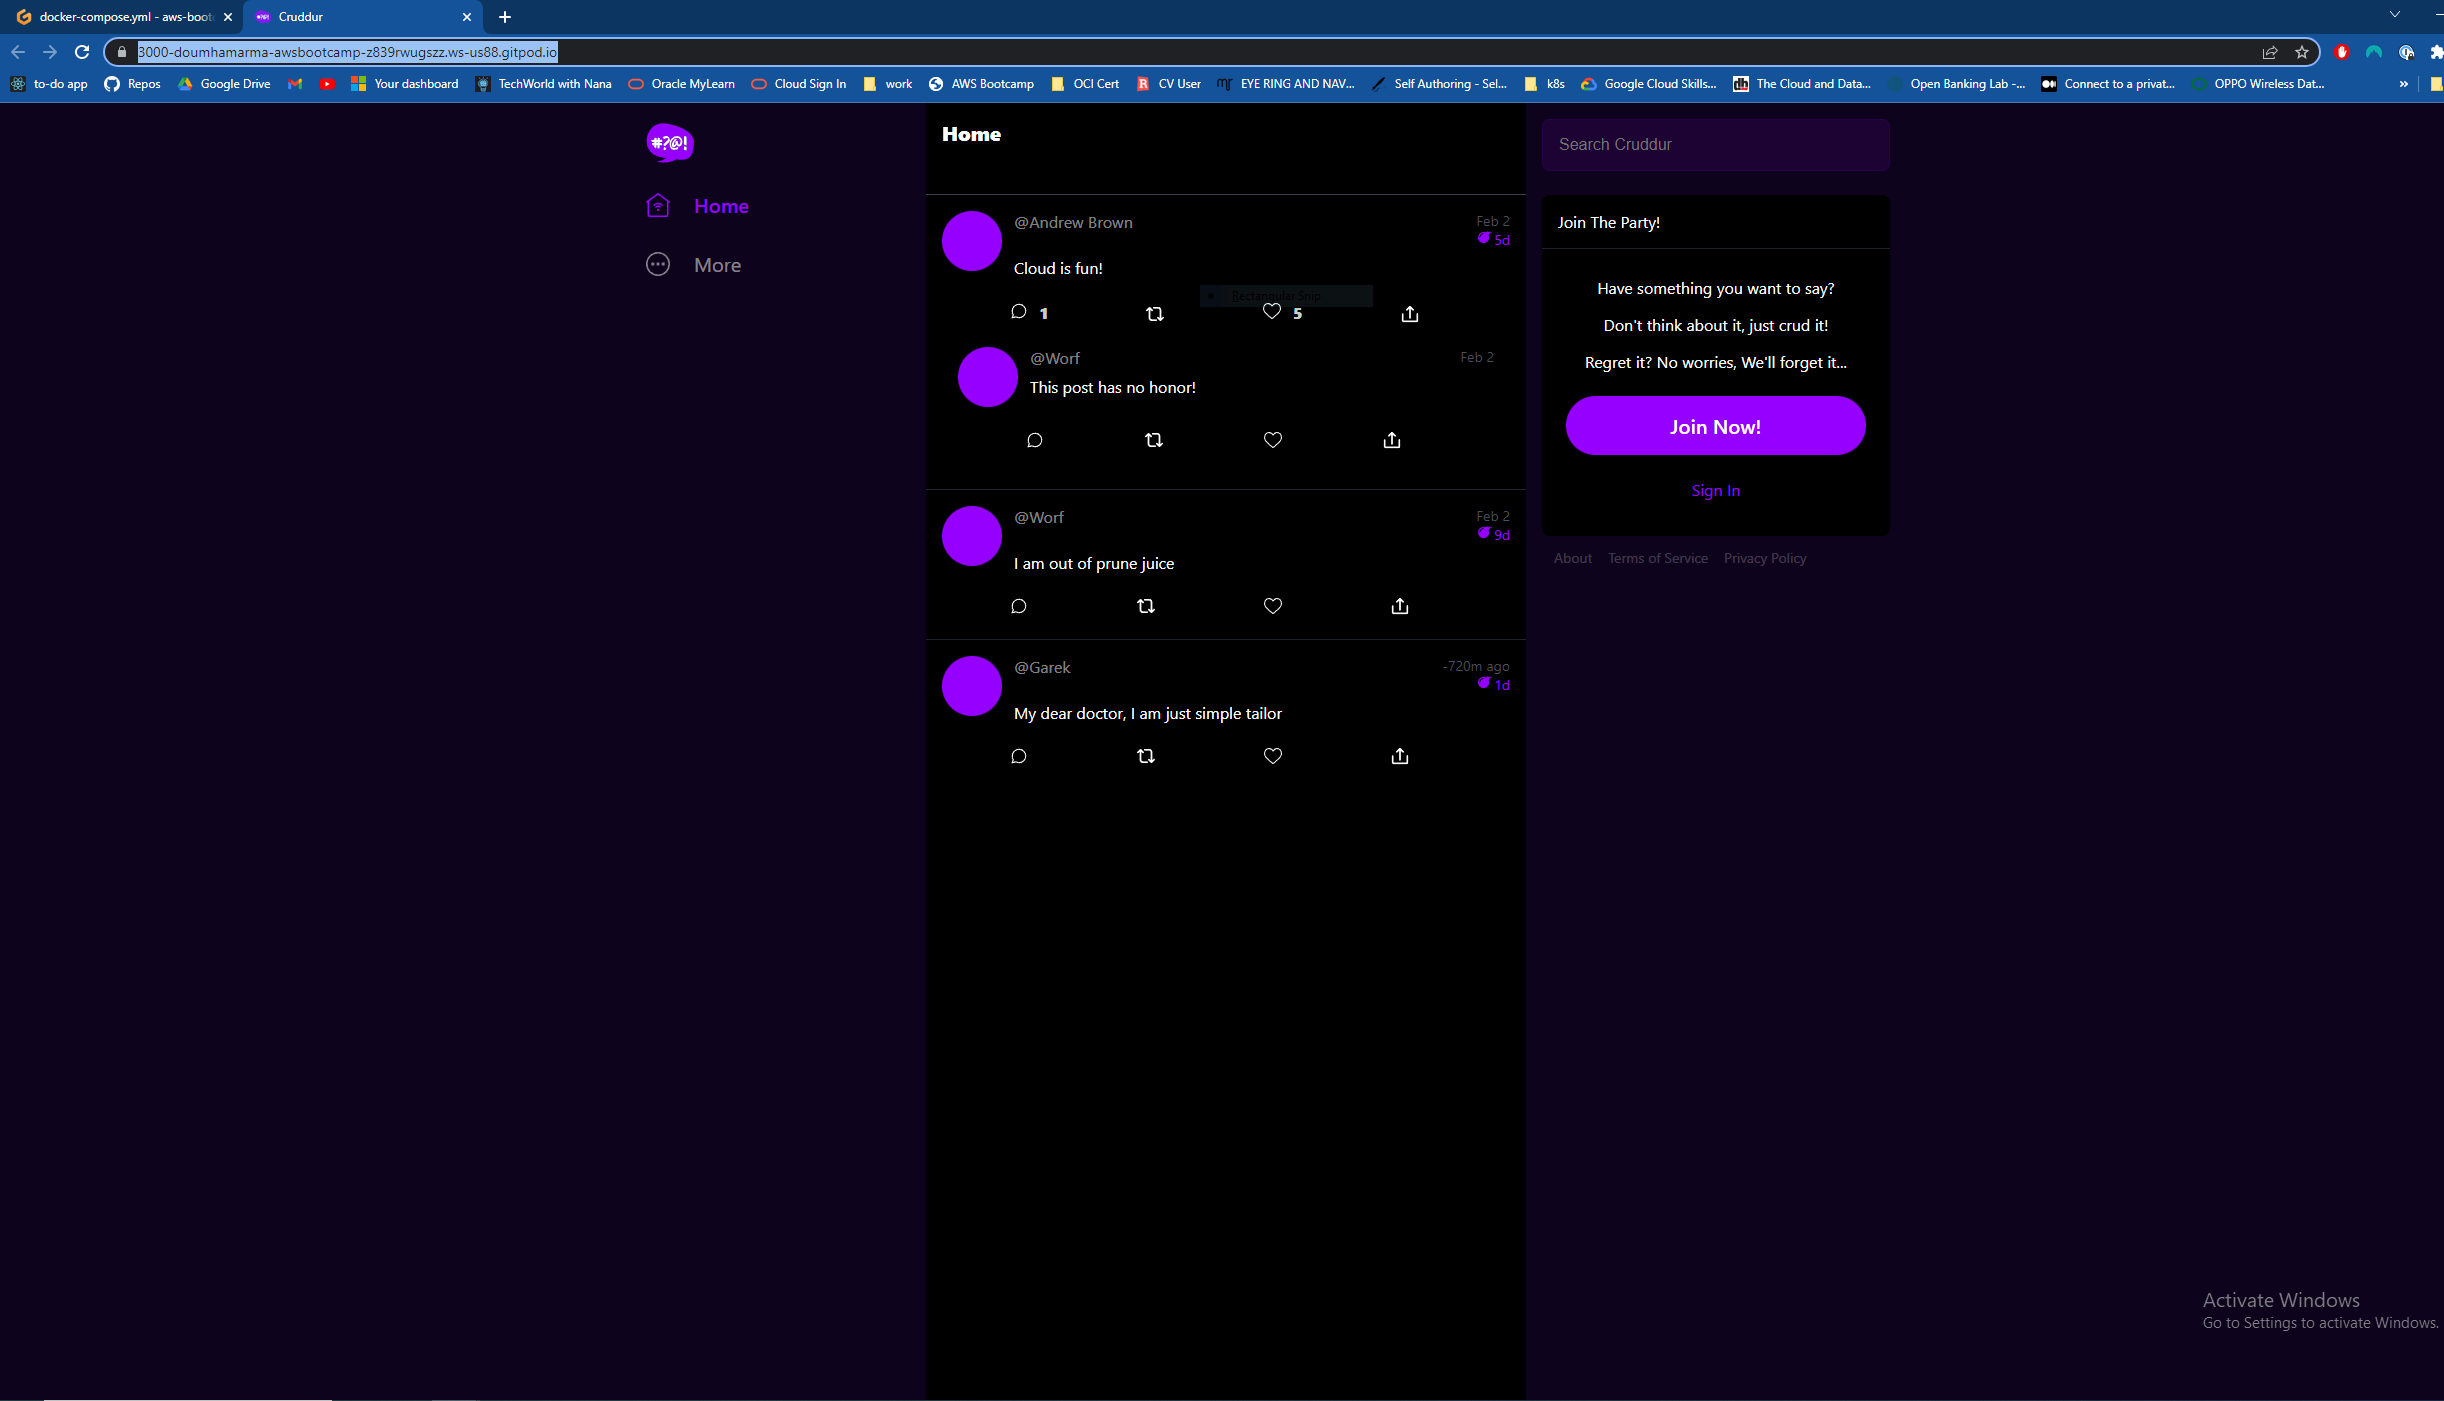 docker-compose.yml - aws-boot
Cruddur
3000-doumhamarma-awsbootcamp-z839rwugszz.ws-us88.gitpod.io
to-do app Repos Google Drive Your dashboard TechWorld with Nana Oracle MyLearn Cloud Sign In work AWS Bootcamp OCI Cert CV User EYE RING AND NAV... Self Authoring - Sel... k8s Google Cloud Skills... The Cloud and Data... Open Banking Lab -... Connect to a privat... OPPO Wireless Dat... »
#?@!
Home
More
Home
@Andrew Brown Feb 2
5d
Cloud is fun!
Rectangular Snip
1 5
@Worf Feb 2
This post has no honor!
@Worf Feb 2
9d
I am out of prune juice
@Garek -720m ago
1d
My dear doctor, I am just simple tailor
Search Cruddur
Join The Party!
Have something you want to say?
Don't think about it, just crud it!
Regret it? No worries, We'll forget it...
Join Now!
Sign In
About Terms of Service Privacy Policy
Activate Windows
Go to Settings to activate Windows.